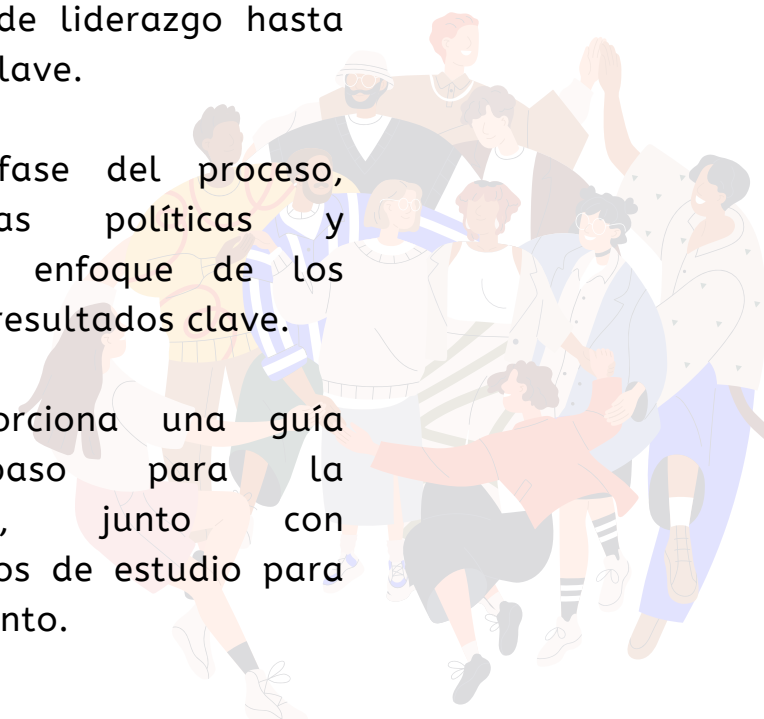 de liderazgo hasta
lave.
fase del proceso,
as políticas y
enfoque de los
resultados clave.
orciona una guía
paso para la
, junto con
os de estudio para
nto.